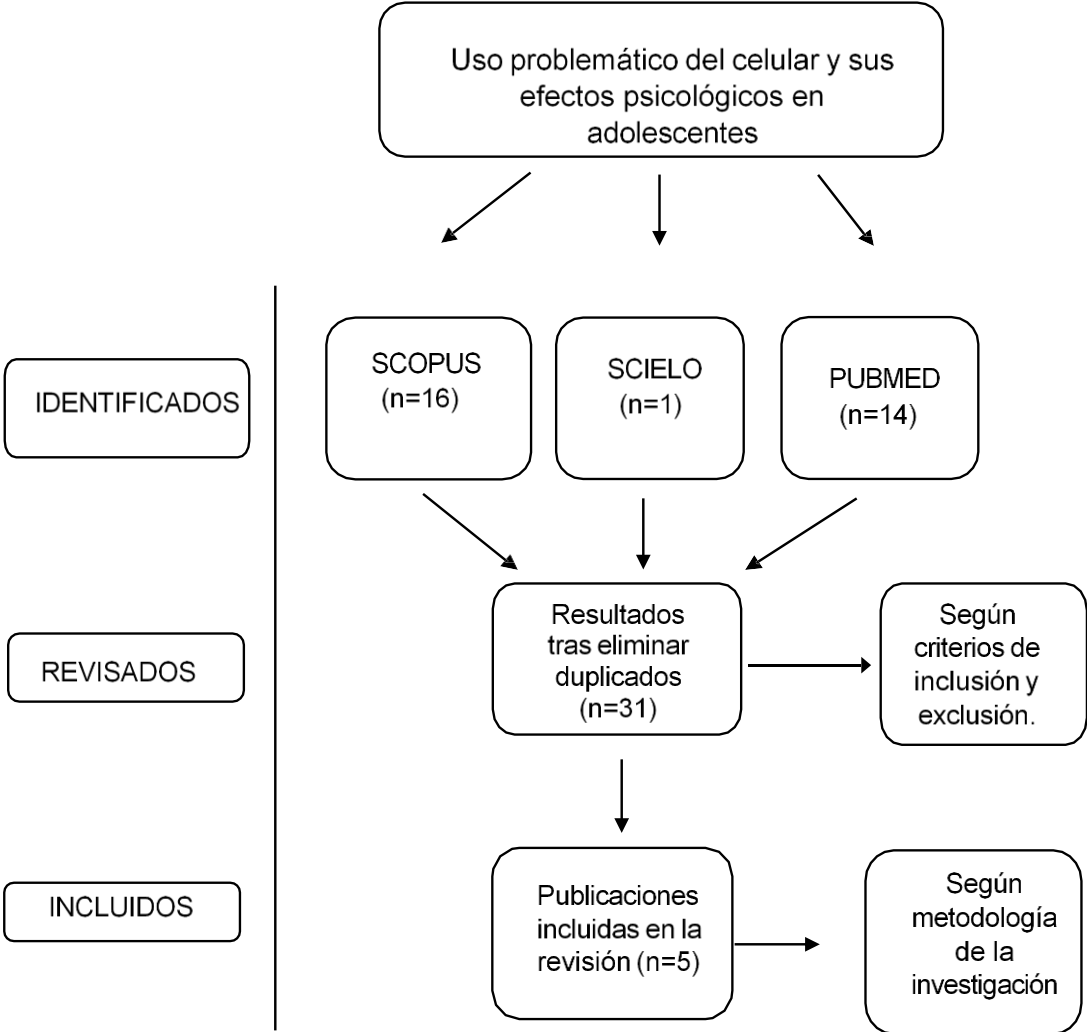 Uso problemático del celular y sus
efectos psicológicos en
adolescentes
IDENTIFICADOS
SCOPUS
(n=16)
SCIELO
(n=1)
PUBMED
(n=14)
REVISADOS
Resultados
tras eliminar
duplicados
(n=31)
Según
criterios de
inclusión y
exclusión.
INCLUIDOS
Publicaciones
incluidas en la
revisión (n=5)
Según
metodología
de la
investigación